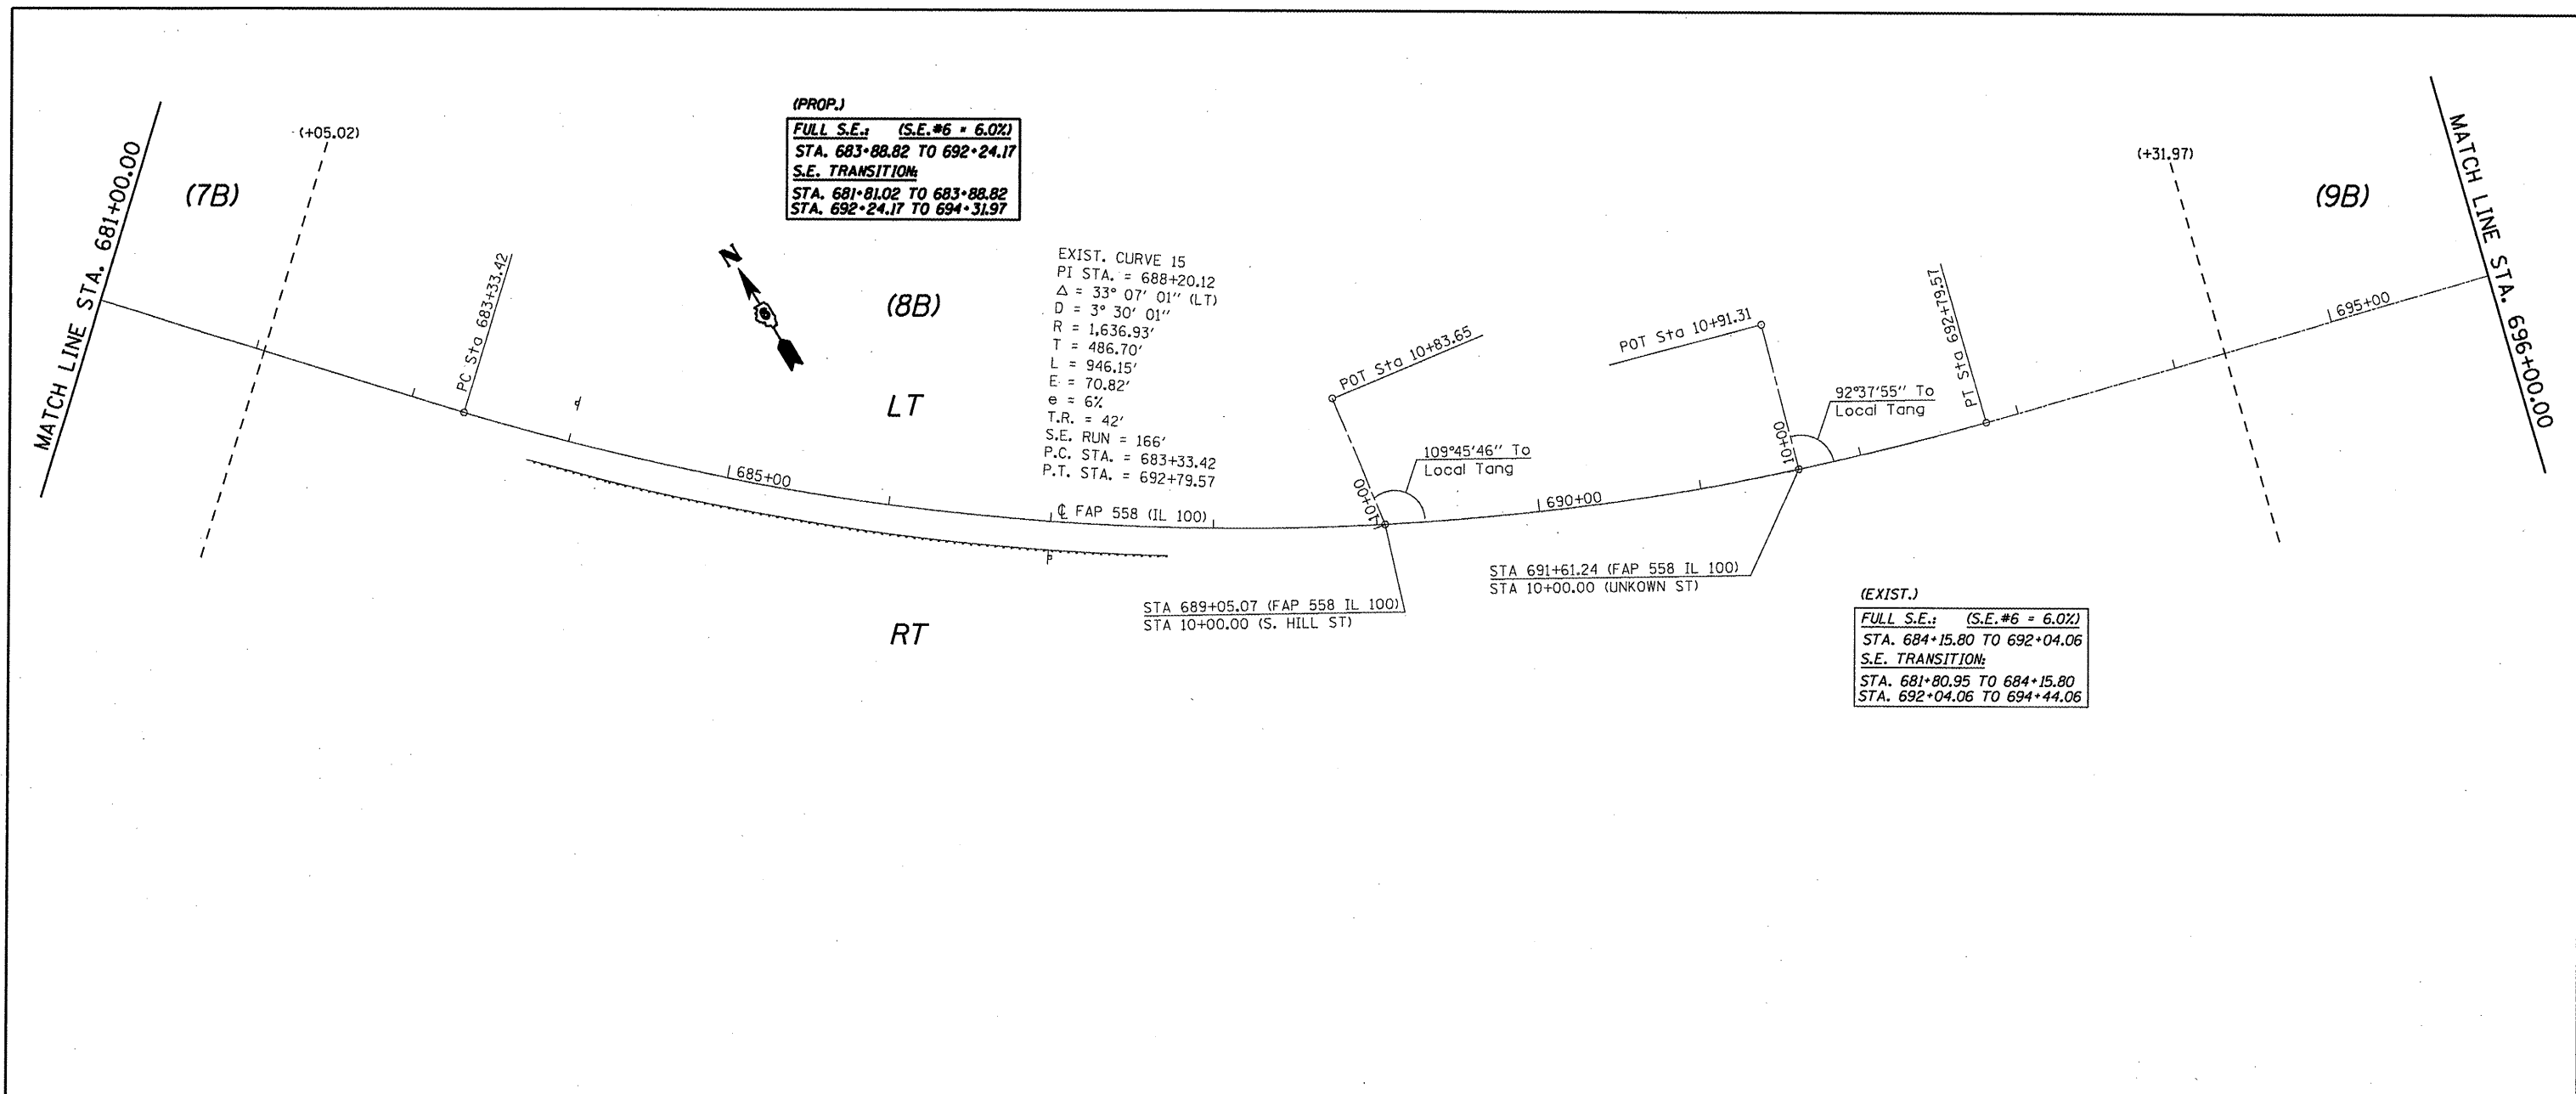 (PROP.)
FULL S.E.: (S.E.#6 = 6.0%)
STA. 683+88.82 TO 692+24.17
S.E. TRANSITION:
STA. 681+81.02 TO 683+88.82
STA. 692+24.17 TO 694+31.97
MATCH LINE STA. 681+00.00
(+05.02)
(7B)
PC Sta 683+33.42
N
6
(8B)
LT
RT
EXIST. CURVE 15
PI STA. = 688+20.12
Δ = 33° 07' 01" (LT)
D = 3° 30' 01"
R = 1,636.93'
T = 486.70'
L = 946.15'
E = 70.82'
e = 6%
T.R. = 42'
S.E. RUN = 166'
P.C. STA. = 683+33.42
P.T. STA. = 692+79.57
685+00
℄ FAP 558 (IL 100)
POT Sta 10+83.65
10+00
109°45'46" To
Local Tang
STA 689+05.07 (FAP 558 IL 100)
STA 10+00.00 (S. HILL ST)
690+00
POT Sta 10+91.31
10+00
92°37'55" To
Local Tang
STA 691+61.24 (FAP 558 IL 100)
STA 10+00.00 (UNKOWN ST)
PT Sta 692+79.57
(+31.97)
695+00
(9B)
MATCH LINE STA. 696+00.00
(EXIST.)
FULL S.E.: (S.E.#6 = 6.0%)
STA. 684+15.80 TO 692+04.06
S.E. TRANSITION:
STA. 681+80.95 TO 684+15.80
STA. 692+04.06 TO 694+44.06